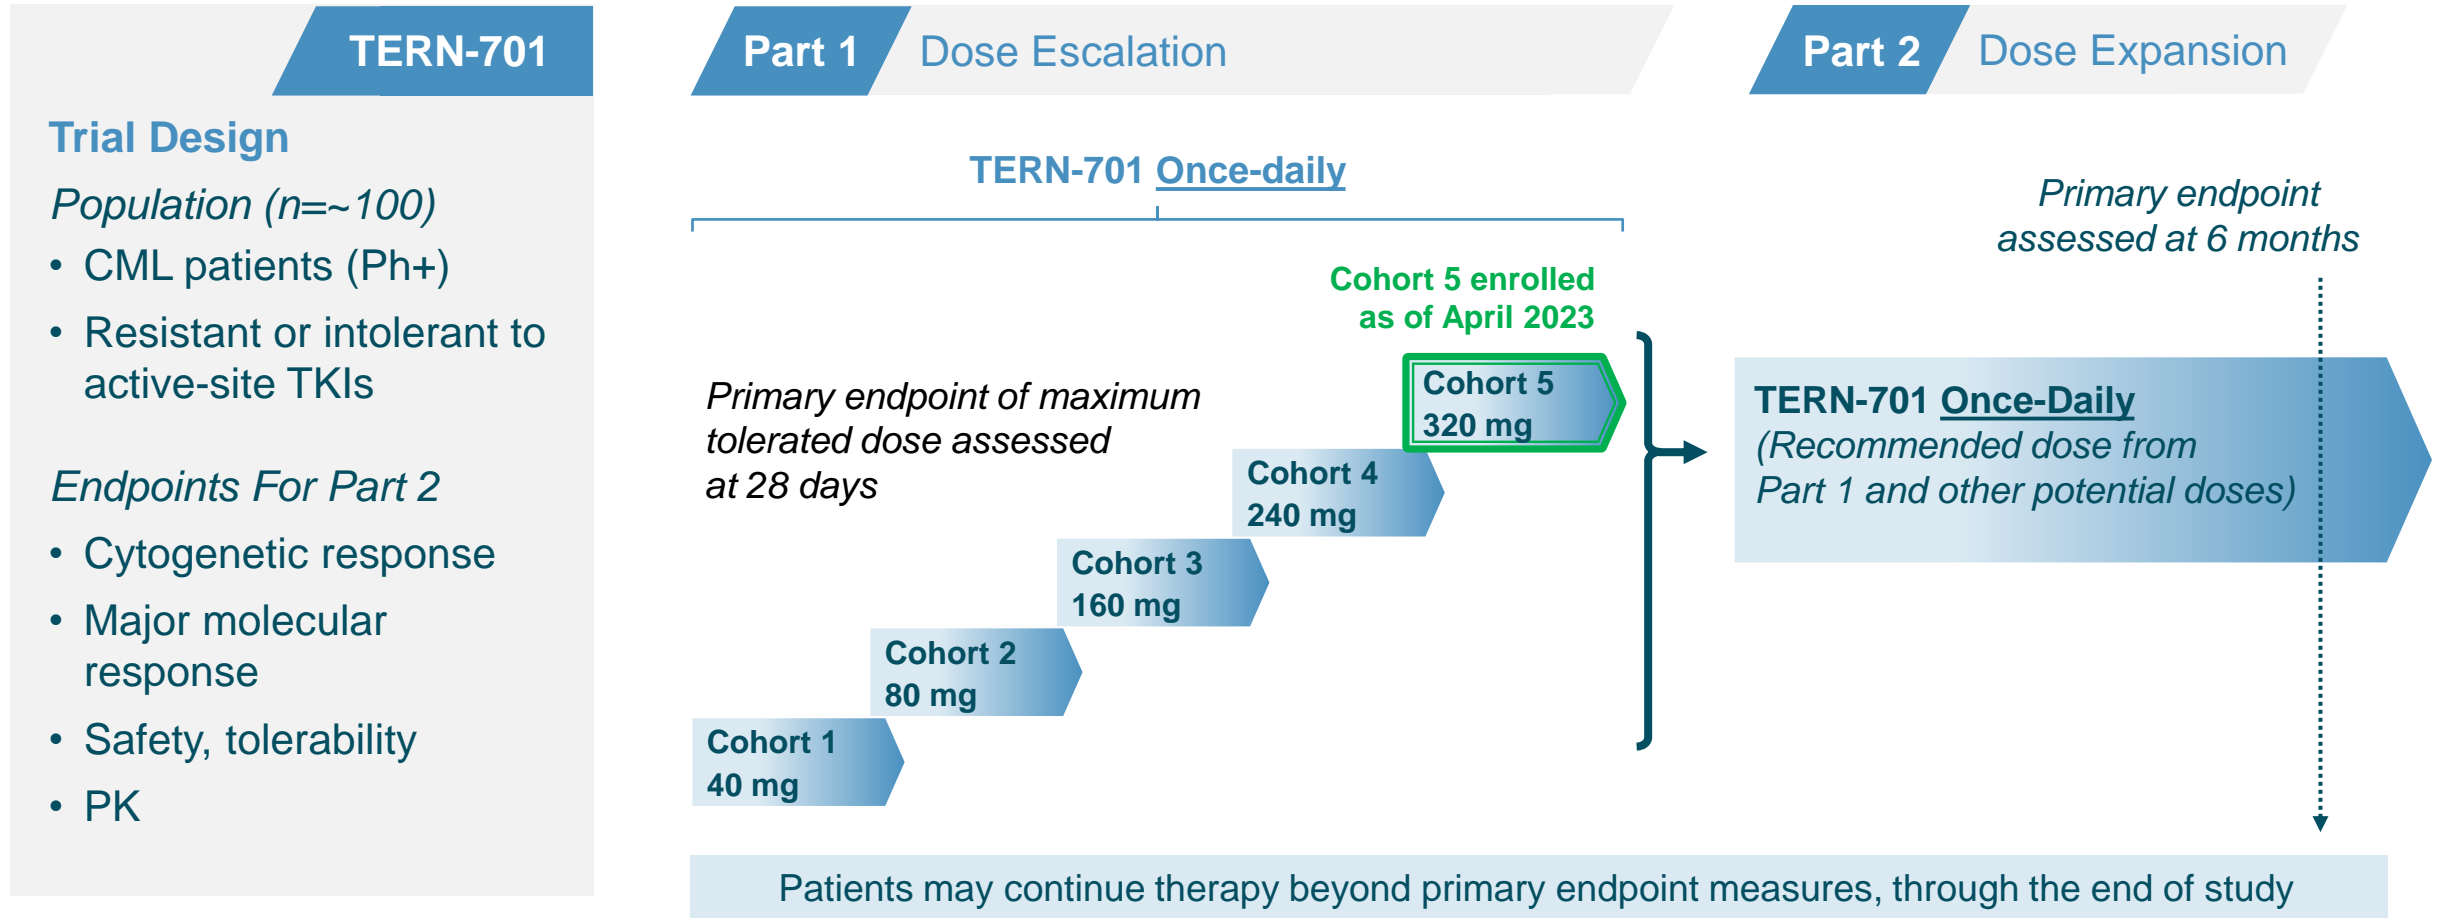 TERN-701
Trial Design
Population (n=~100)
• CML patients (Ph+)
• Resistant or intolerant to
active-site TKIs
Endpoints For Part 2
• Cytogenetic response
• Major molecular
response
• Safety, tolerability
• PK
Part 1
Dose Escalation
TERN-701 Once-daily
Cohort 5 enrolled
as of April 2023
Primary endpoint of maximum
tolerated dose assessed
at 28 days
Cohort 1
40 mg
Cohort 2
80 mg
Cohort 3
160 mg
Cohort 4
240 mg
Cohort 5
320 mg
Part 2
Dose Expansion
Primary endpoint
assessed at 6 months
TERN-701 Once-Daily
(Recommended dose from
Part 1 and other potential doses)
Patients may continue therapy beyond primary endpoint measures, through the end of study